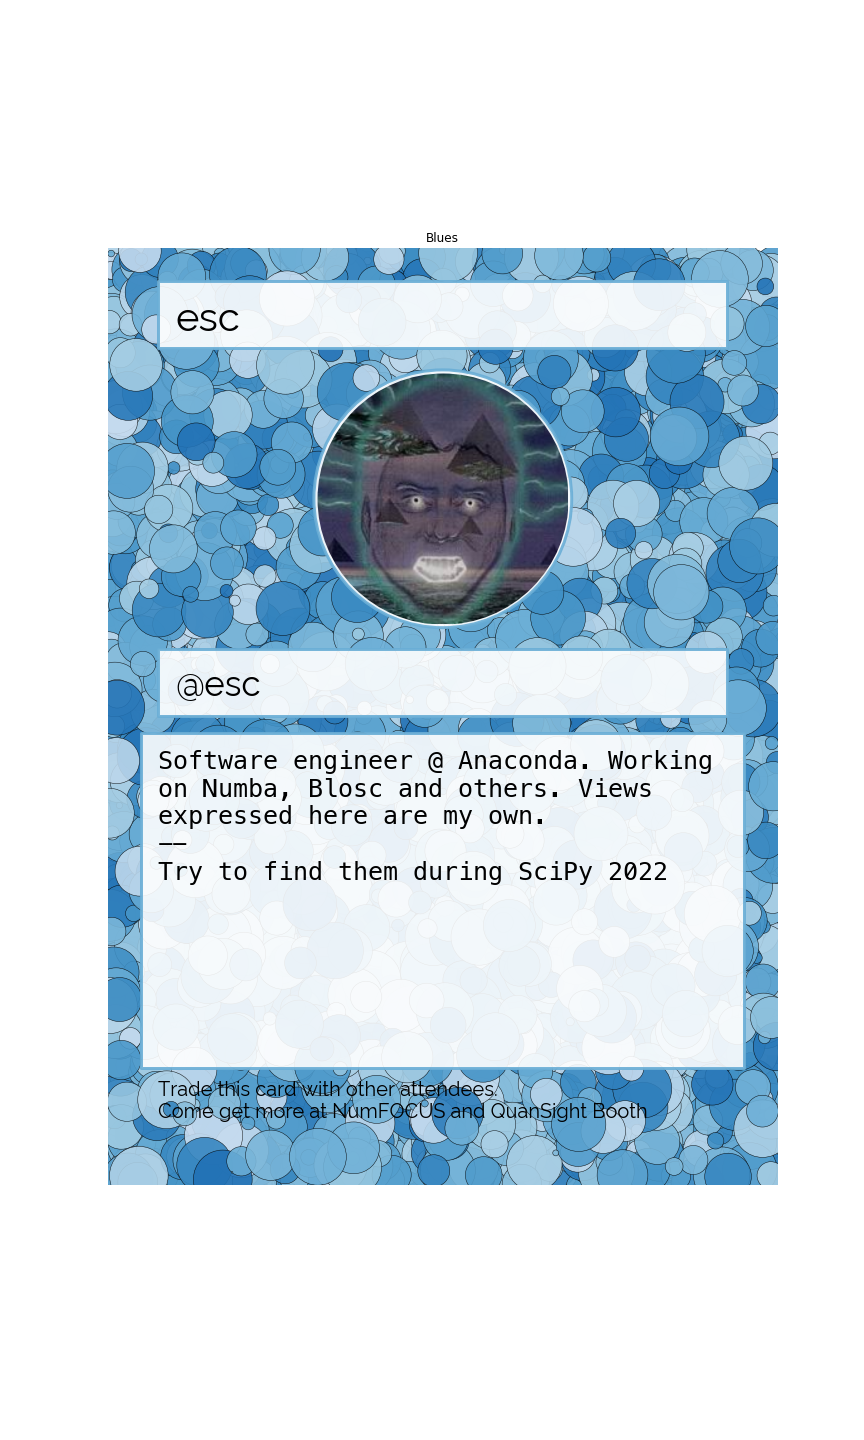 Blues
esc
@esc
Software engineer @ Anaconda. Working
on Numba, Blosc and others. Views
expressed here are my own.
——
Try to find them during SciPy 2022
Trade this card with other attendees.
Come get more at NumFOCUS and QuanSight Booth